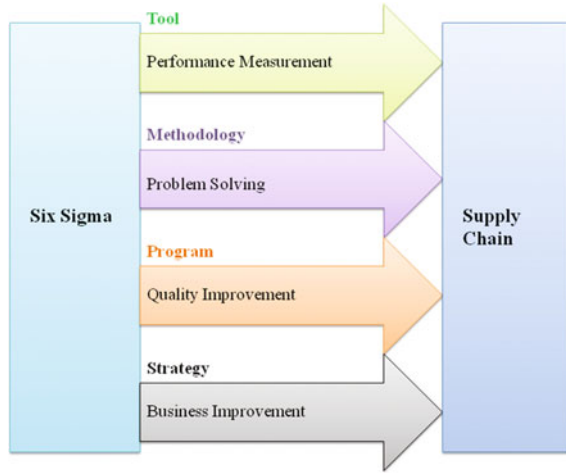 Tool
Performance Measurement
Methodology
Problem Solving
Six Sigma
Supply
Chain
Program
Quality Improvement
Strategy
Business Improvement